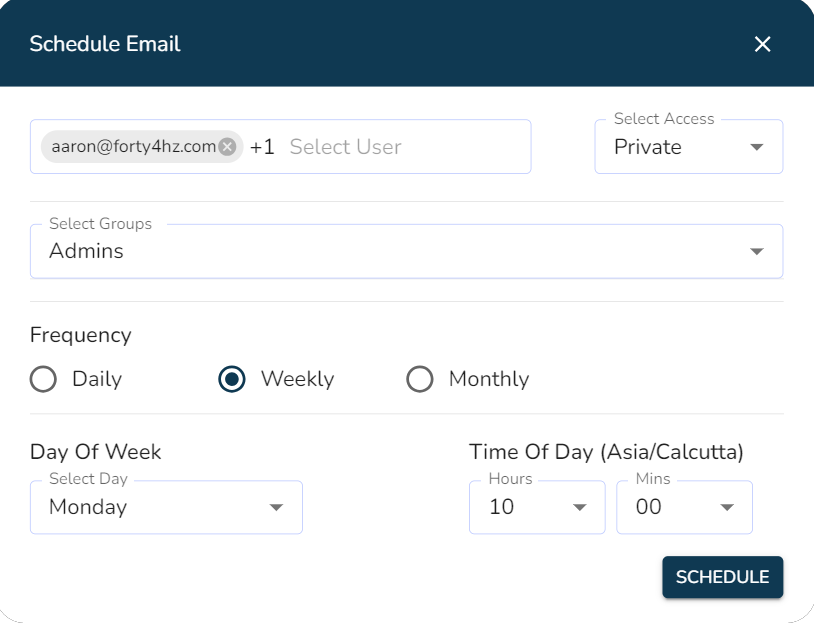 Schedule Email
aaron@forty4hz.com +1 Select User
Select Access
Private
Select Groups
Admins
Frequency
Daily Weekly Monthly
Day Of Week
Select Day
Monday
Time Of Day (Asia/Calcutta)
Hours
10
Mins
00
SCHEDULE